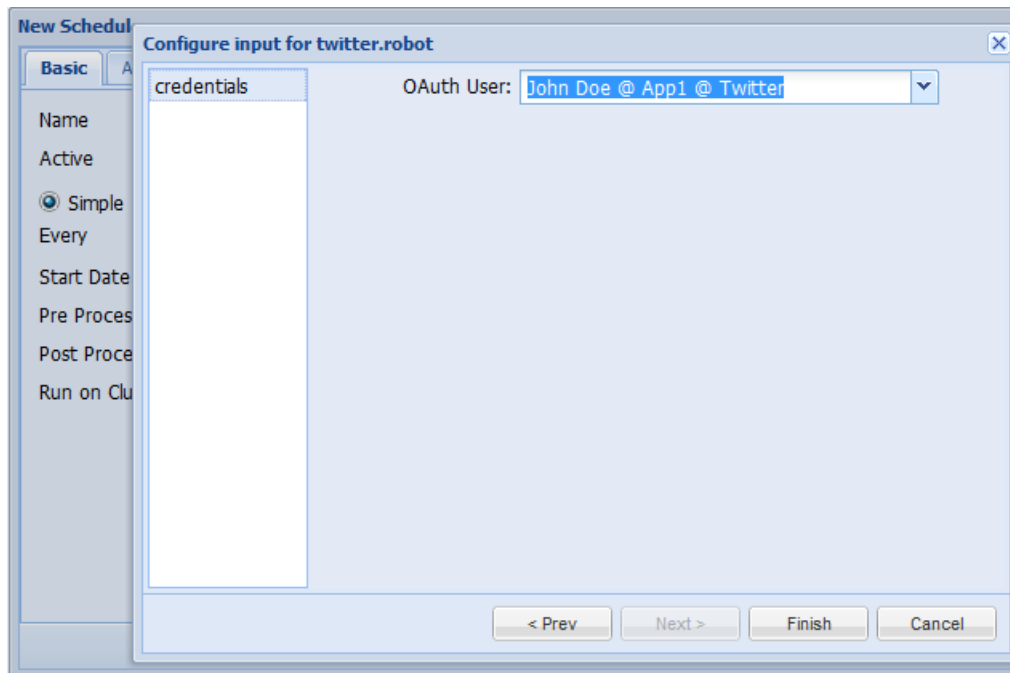 New Schedul
Configure input for twitter.robot
Basic
A
credentials
OAuth User:
John Doe @ App1 @ Twitter
Name
Active
Simple
Every
Start Date
Pre Proces
Post Proce
Run on Clu
< Prev
Next >
Finish
Cancel